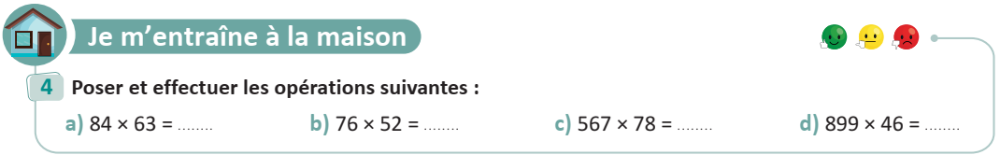 Je m'entraîne à la maison
4 Poser et effectuer les opérations suivantes :
a) 84 × 63 = ........ b) 76 × 52 = ........ c) 567 × 78 = ........ d) 899 × 46 = ........